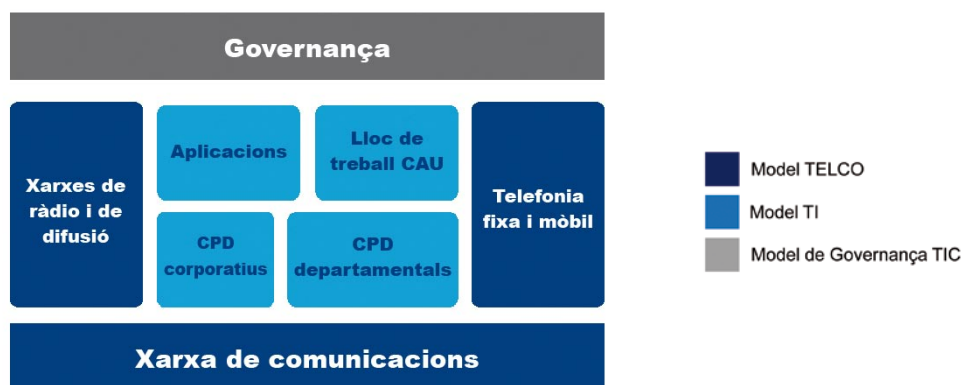 Governança
Xarxes de
ràdio i de
difusió
Aplicacions
Lloc de
treball CAU
CPD
corporatius
CPD
departamentals
Telefonia
fixa i mòbil
Xarxa de comunicacions
Model TELCO
Model TI
Model de Governança TIC